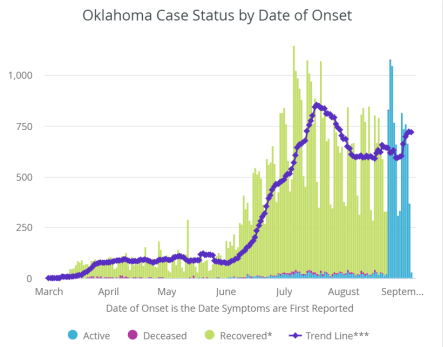 Oklahoma Case Status by Date of Onset
1,000
750
500
250
0
March April May June July August Septem...
Date of Onset is the Date Symptoms are First Reported
Active Deceased Recovered* Trend Line***